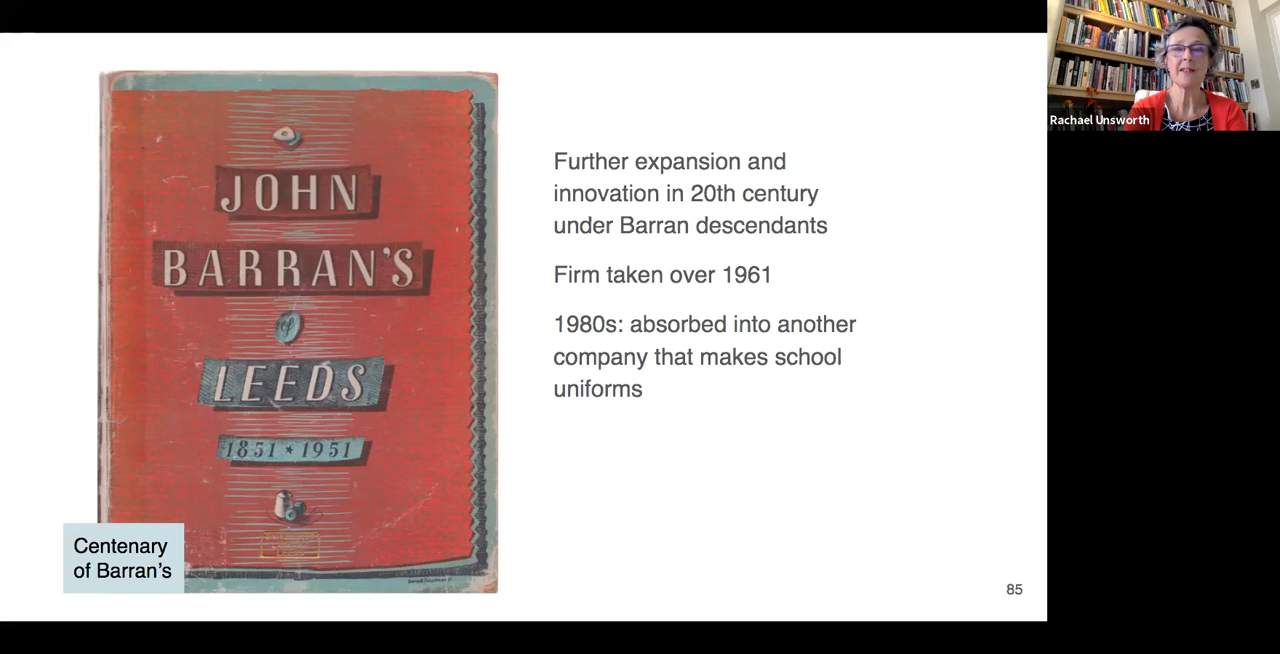 JOHN
BARRAN'S
of
LEEDS
1851 ★ 1951
Centenary
of Barran's
Further expansion and
innovation in 20th century
under Barran descendants
Firm taken over 1961
1980s: absorbed into another
company that makes school
uniforms
85
Rachael Unsworth